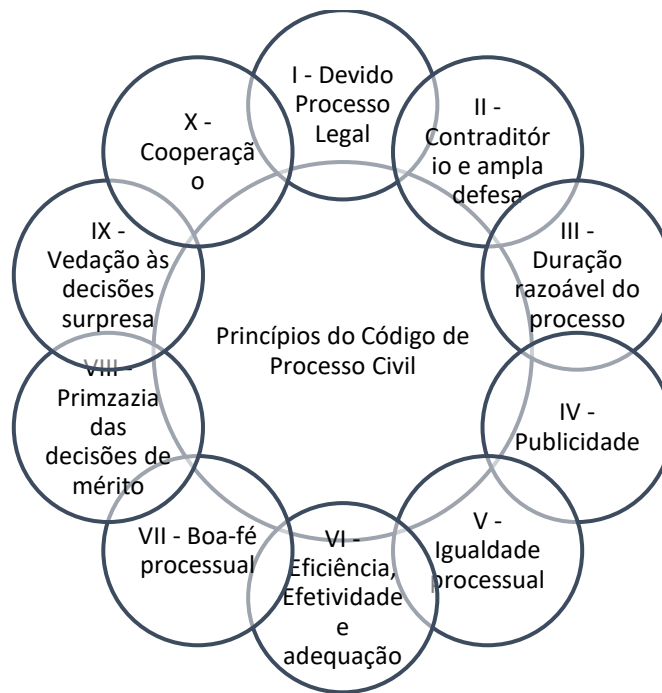 I - Devido
Processo
Legal
II -
Contraditór
io e ampla
defesa
III -
Duração
razoável do
processo
IV -
Publicidade
V -
Igualdade
processual
VI -
Eficiência,
Efetividade
e
adequação
VII - Boa-fé
processual
VIII -
Primzazia
das
decisões de
mérito
IX -
Vedação às
decisões
surpresa
X -
Cooperaçã
o
Princípios do Código de
Processo Civil